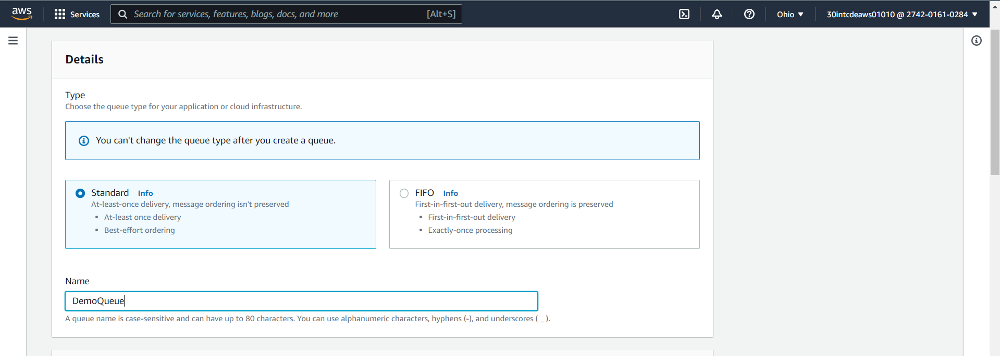 aws Services Search for services, features, blogs, docs, and more [Alt+S] Ohio 30intcdeaws01010 @ 2742-0161-0284
Details
Type
Choose the queue type for your application or cloud infrastructure.
You can't change the queue type after you create a queue.
Standard Info
At-least-once delivery, message ordering isn't preserved
• At-least once delivery
• Best-effort ordering
FIFO Info
First-in-first-out delivery, message ordering is preserved
• First-in-first-out delivery
• Exactly-once processing
Name
DemoQueue
A queue name is case-sensitive and can have up to 80 characters. You can use alphanumeric characters, hyphens (-), and underscores ( _ ).